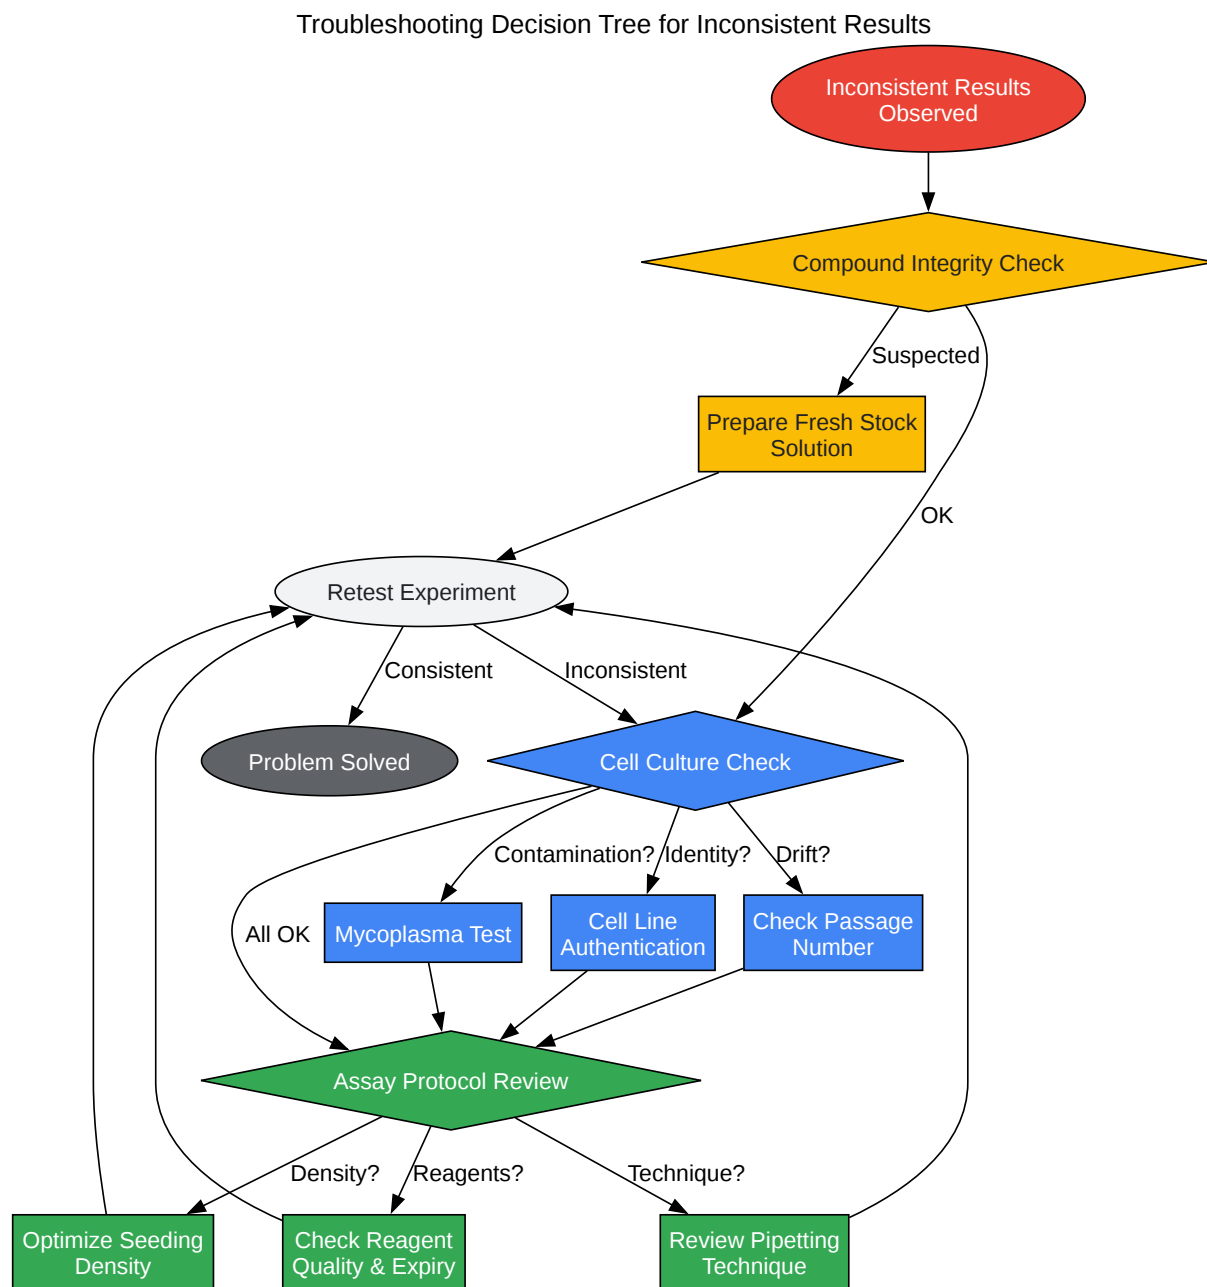 Troubleshooting Decision Tree for Inconsistent Results
Inconsistent Results
Observed
Compound Integrity Check
Suspected
Prepare Fresh Stock
Solution
OK
Retest Experiment
Consistent
Inconsistent
Problem Solved
Cell Culture Check
Contamination?
Identity?
Drift?
All OK
Mycoplasma Test
Cell Line
Authentication
Check Passage
Number
Assay Protocol Review
Density?
Reagents?
Technique?
Optimize Seeding
Density
Check Reagent
Quality & Expiry
Review Pipetting
Technique